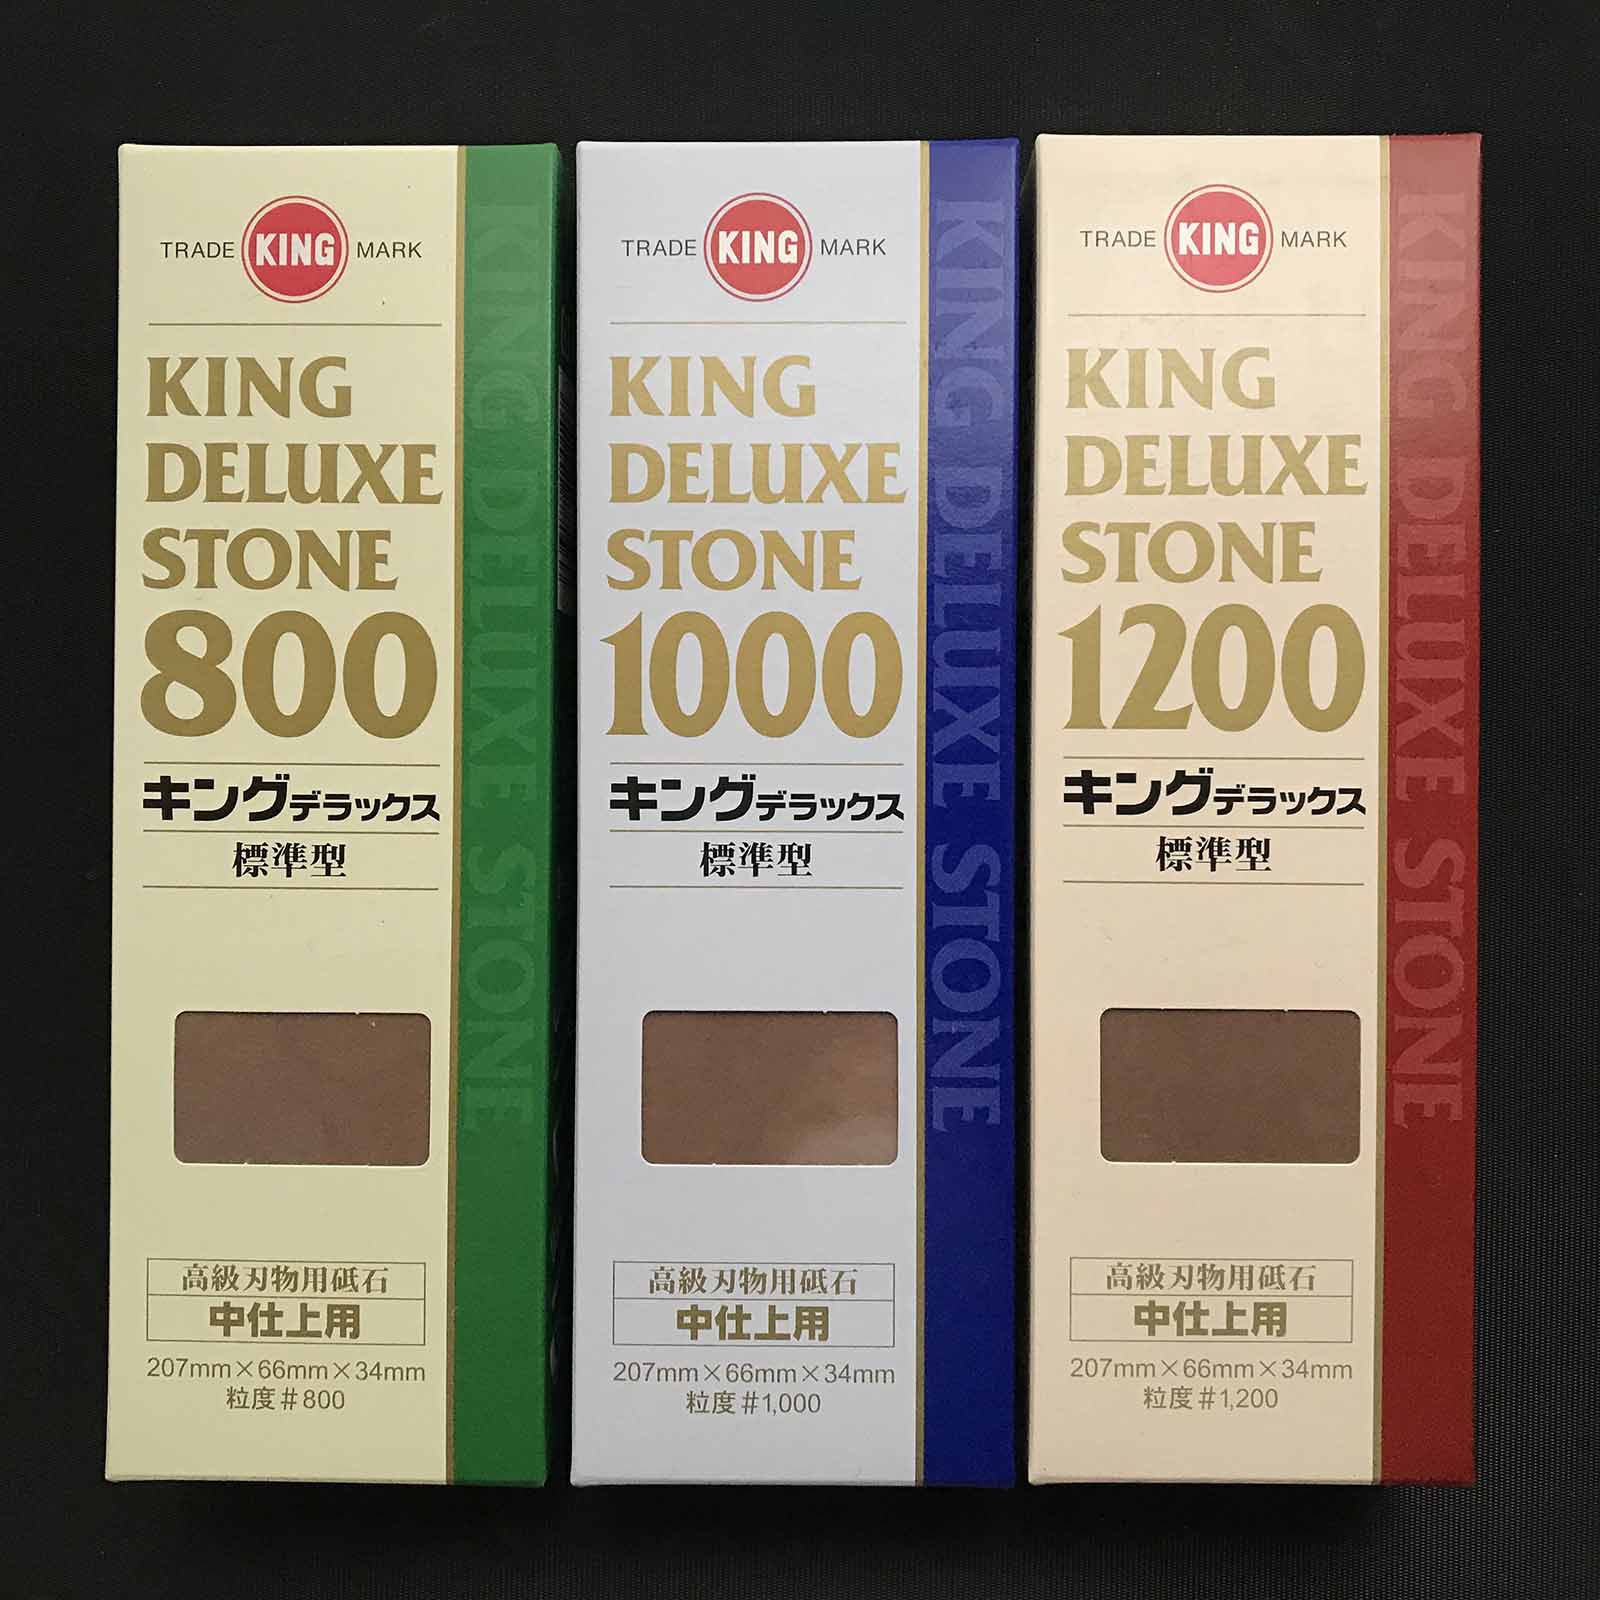 TRADE KING MARK
KING
DELUXE
STONE
800
キングデラックス
標準型
高級刃物用砥石
中仕上用
207mm×66mm×34mm
粒度#800
KING DELUXE STONE
TRADE KING MARK
KING
DELUXE
STONE
1000
キングデラックス
標準型
高級刃物用砥石
中仕上用
207mm×66mm×34mm
粒度#1,000
KING DELUXE STONE
TRADE KING MARK
KING
DELUXE
STONE
1200
キングデラックス
標準型
高級刃物用砥石
中仕上用
207mm×66mm×34mm
粒度#1,200
KING DELUXE STONE